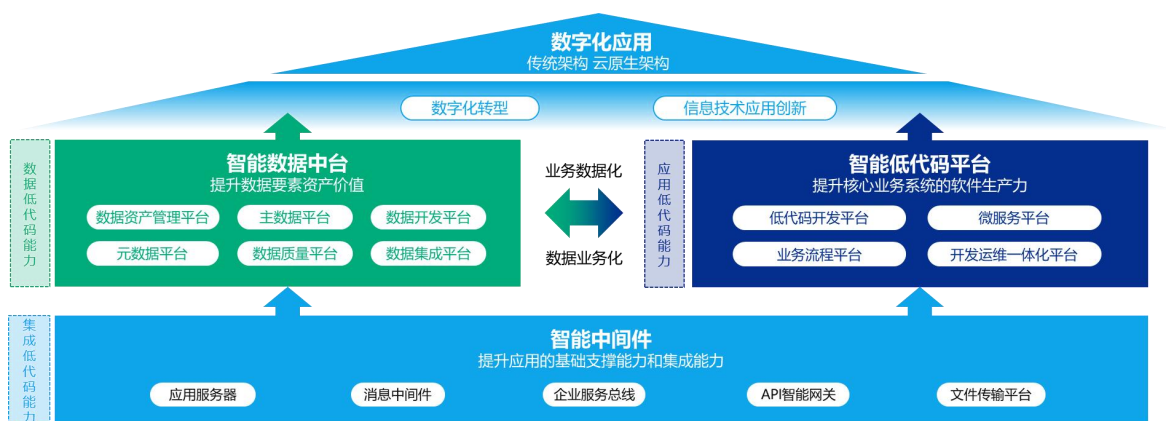 数字化应用
传统架构 云原生架构
数字化转型
信息技术应用创新
数据低代码能力
智能数据中台
提升数据要素资产价值
数据资产管理平台
主数据平台
数据开发平台
元数据平台
数据质量平台
数据集成平台
业务数据化
数据业务化
应用低代码能力
智能低代码平台
提升核心业务系统的软件生产力
低代码开发平台
微服务平台
业务流程平台
开发运维一体化平台
集成低代码能力
智能中间件
提升应用的基础支撑能力和集成能力
应用服务器
消息中间件
企业服务总线
API智能网关
文件传输平台